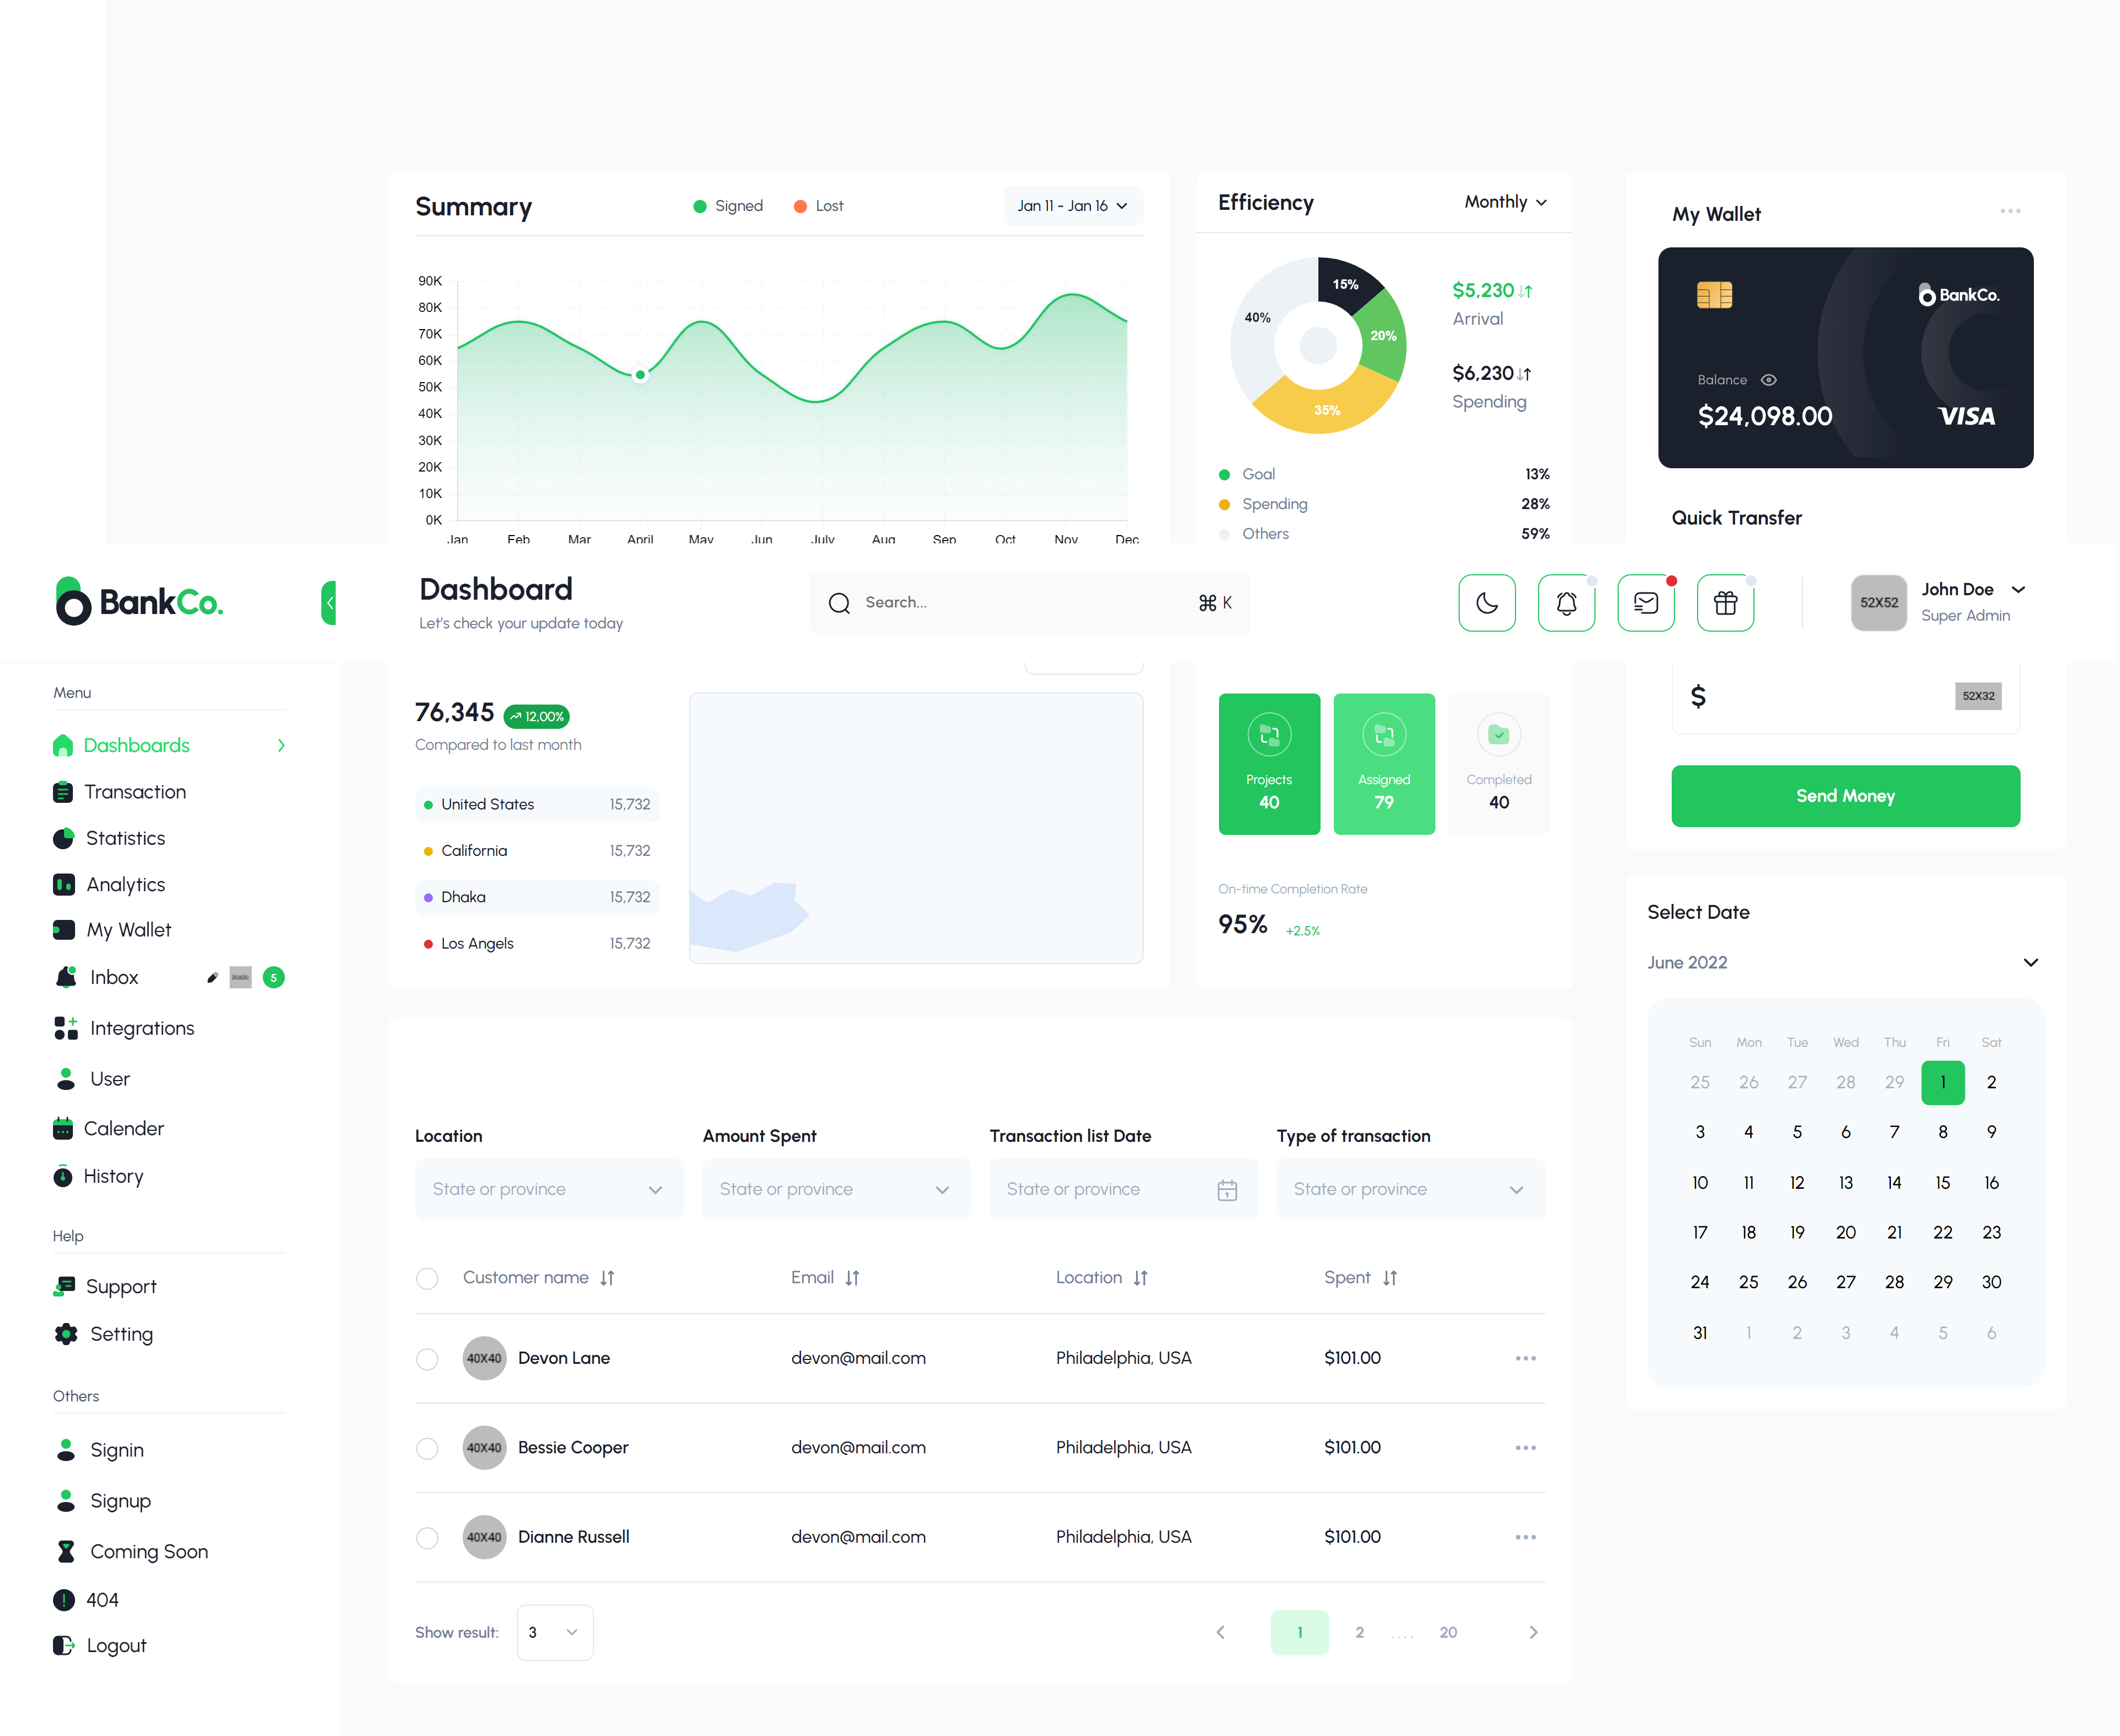 Summary
Signed
Lost
Jan 11 - Jan 16
90K
80K
70K
60K
50K
40K
30K
20K
10K
0K
Jan Feb Mar April May Jun July Aug Sep Oct Nov Dec
Efficiency
Monthly
15%
20%
35%
40%
$5,230
Arrival
$6,230
Spending
Goal 13%
Spending 28%
Others 59%
My Wallet
BankCo.
Balance
$24,098.00
VISA
Quick Transfer
BankCo.
Dashboard
Let's check your update today
Search...
⌘ K
52X52
John Doe
Super Admin
Menu
Dashboards
Transaction
Statistics
Analytics
My Wallet
Inbox
5
Integrations
User
Calender
History
Help
Support
Setting
Others
Signin
Signup
Coming Soon
404
Logout
76,345
12,00%
Compared to last month
United States 15,732
California 15,732
Dhaka 15,732
Los Angels 15,732
Projects
40
Assigned
79
Completed
40
On-time Completion Rate
95%
+2,5%
$
52X32
Send Money
Select Date
June 2022
Sun Mon Tue Wed Thu Fri Sat
25 26 27 28 29 1 2
3 4 5 6 7 8 9
10 11 12 13 14 15 16
17 18 19 20 21 22 23
24 25 26 27 28 29 30
31 1 2 3 4 5 6
Location
State or province
Amount Spent
State or province
Transaction list Date
State or province
Type of transaction
State or province
Customer name Email Location Spent
40X40 Devon Lane devon@mail.com Philadelphia, USA $101.00
40X40 Bessie Cooper devon@mail.com Philadelphia, USA $101.00
40X40 Dianne Russell devon@mail.com Philadelphia, USA $101.00
Show result:
3
1 2 .... 20